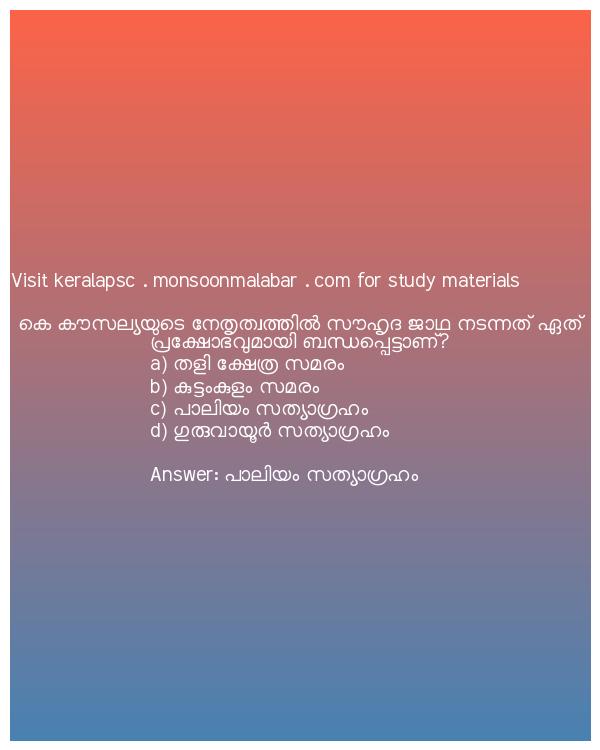 Visit keralapsc . monsoonmalabar . com for study materials
കെ കൗസല്യയുടെ നേതൃത്വത്തിൽ സൗഹൃദ ജാഥ നടന്നത് ഏത്
പ്രക്ഷോഭവുമായി ബന്ധപ്പെട്ടാണ്?
a) തളി ക്ഷേത്ര സമരം
b) കുട്ടംകുളം സമരം
c) പാലിയം സത്യാഗ്രഹം
d) ഗുരുവായൂർ സത്യാഗ്രഹം
Answer: പാലിയം സത്യാഗ്രഹം